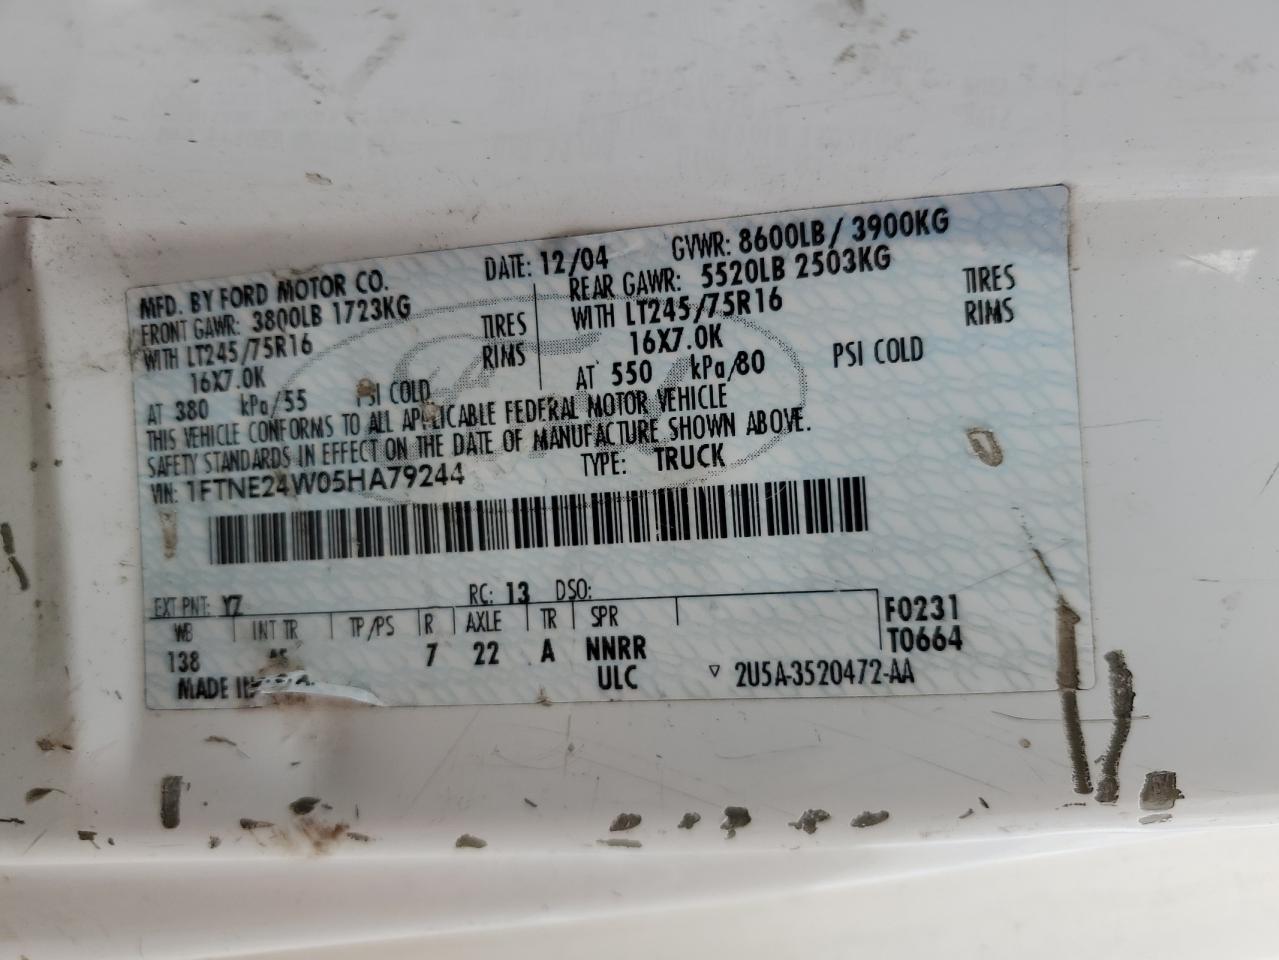 MFD. BY FORD MOTOR CO. DATE: 12/04 GVWR: 8600LB / 3900KG
FRONT GAWR: 3800LB 1723KG REAR GAWR: 5520LB 2503KG
WITH LT245/75R16 TIRES WITH LT245/75R16 TIRES
16X7.0K RIMS 16X7.0K RIMS
AT 380 kPa/55 PSI COLD AT 550 kPa/80 PSI COLD
THIS VEHICLE CONFORMS TO ALL APPLICABLE FEDERAL MOTOR VEHICLE
SAFETY STANDARDS IN EFFECT ON THE DATE OF MANUFACTURE SHOWN ABOVE.
VIN: 1FTNE24W05HA79244 TYPE: TRUCK
EXT PNT: YZ RC: 13 DSO:
WB INT TR TP/PS R AXLE TR SPR F0231
138 7 22 A NNRR T0664
MADE IN ULC ▽ 2U5A-3520472-AA